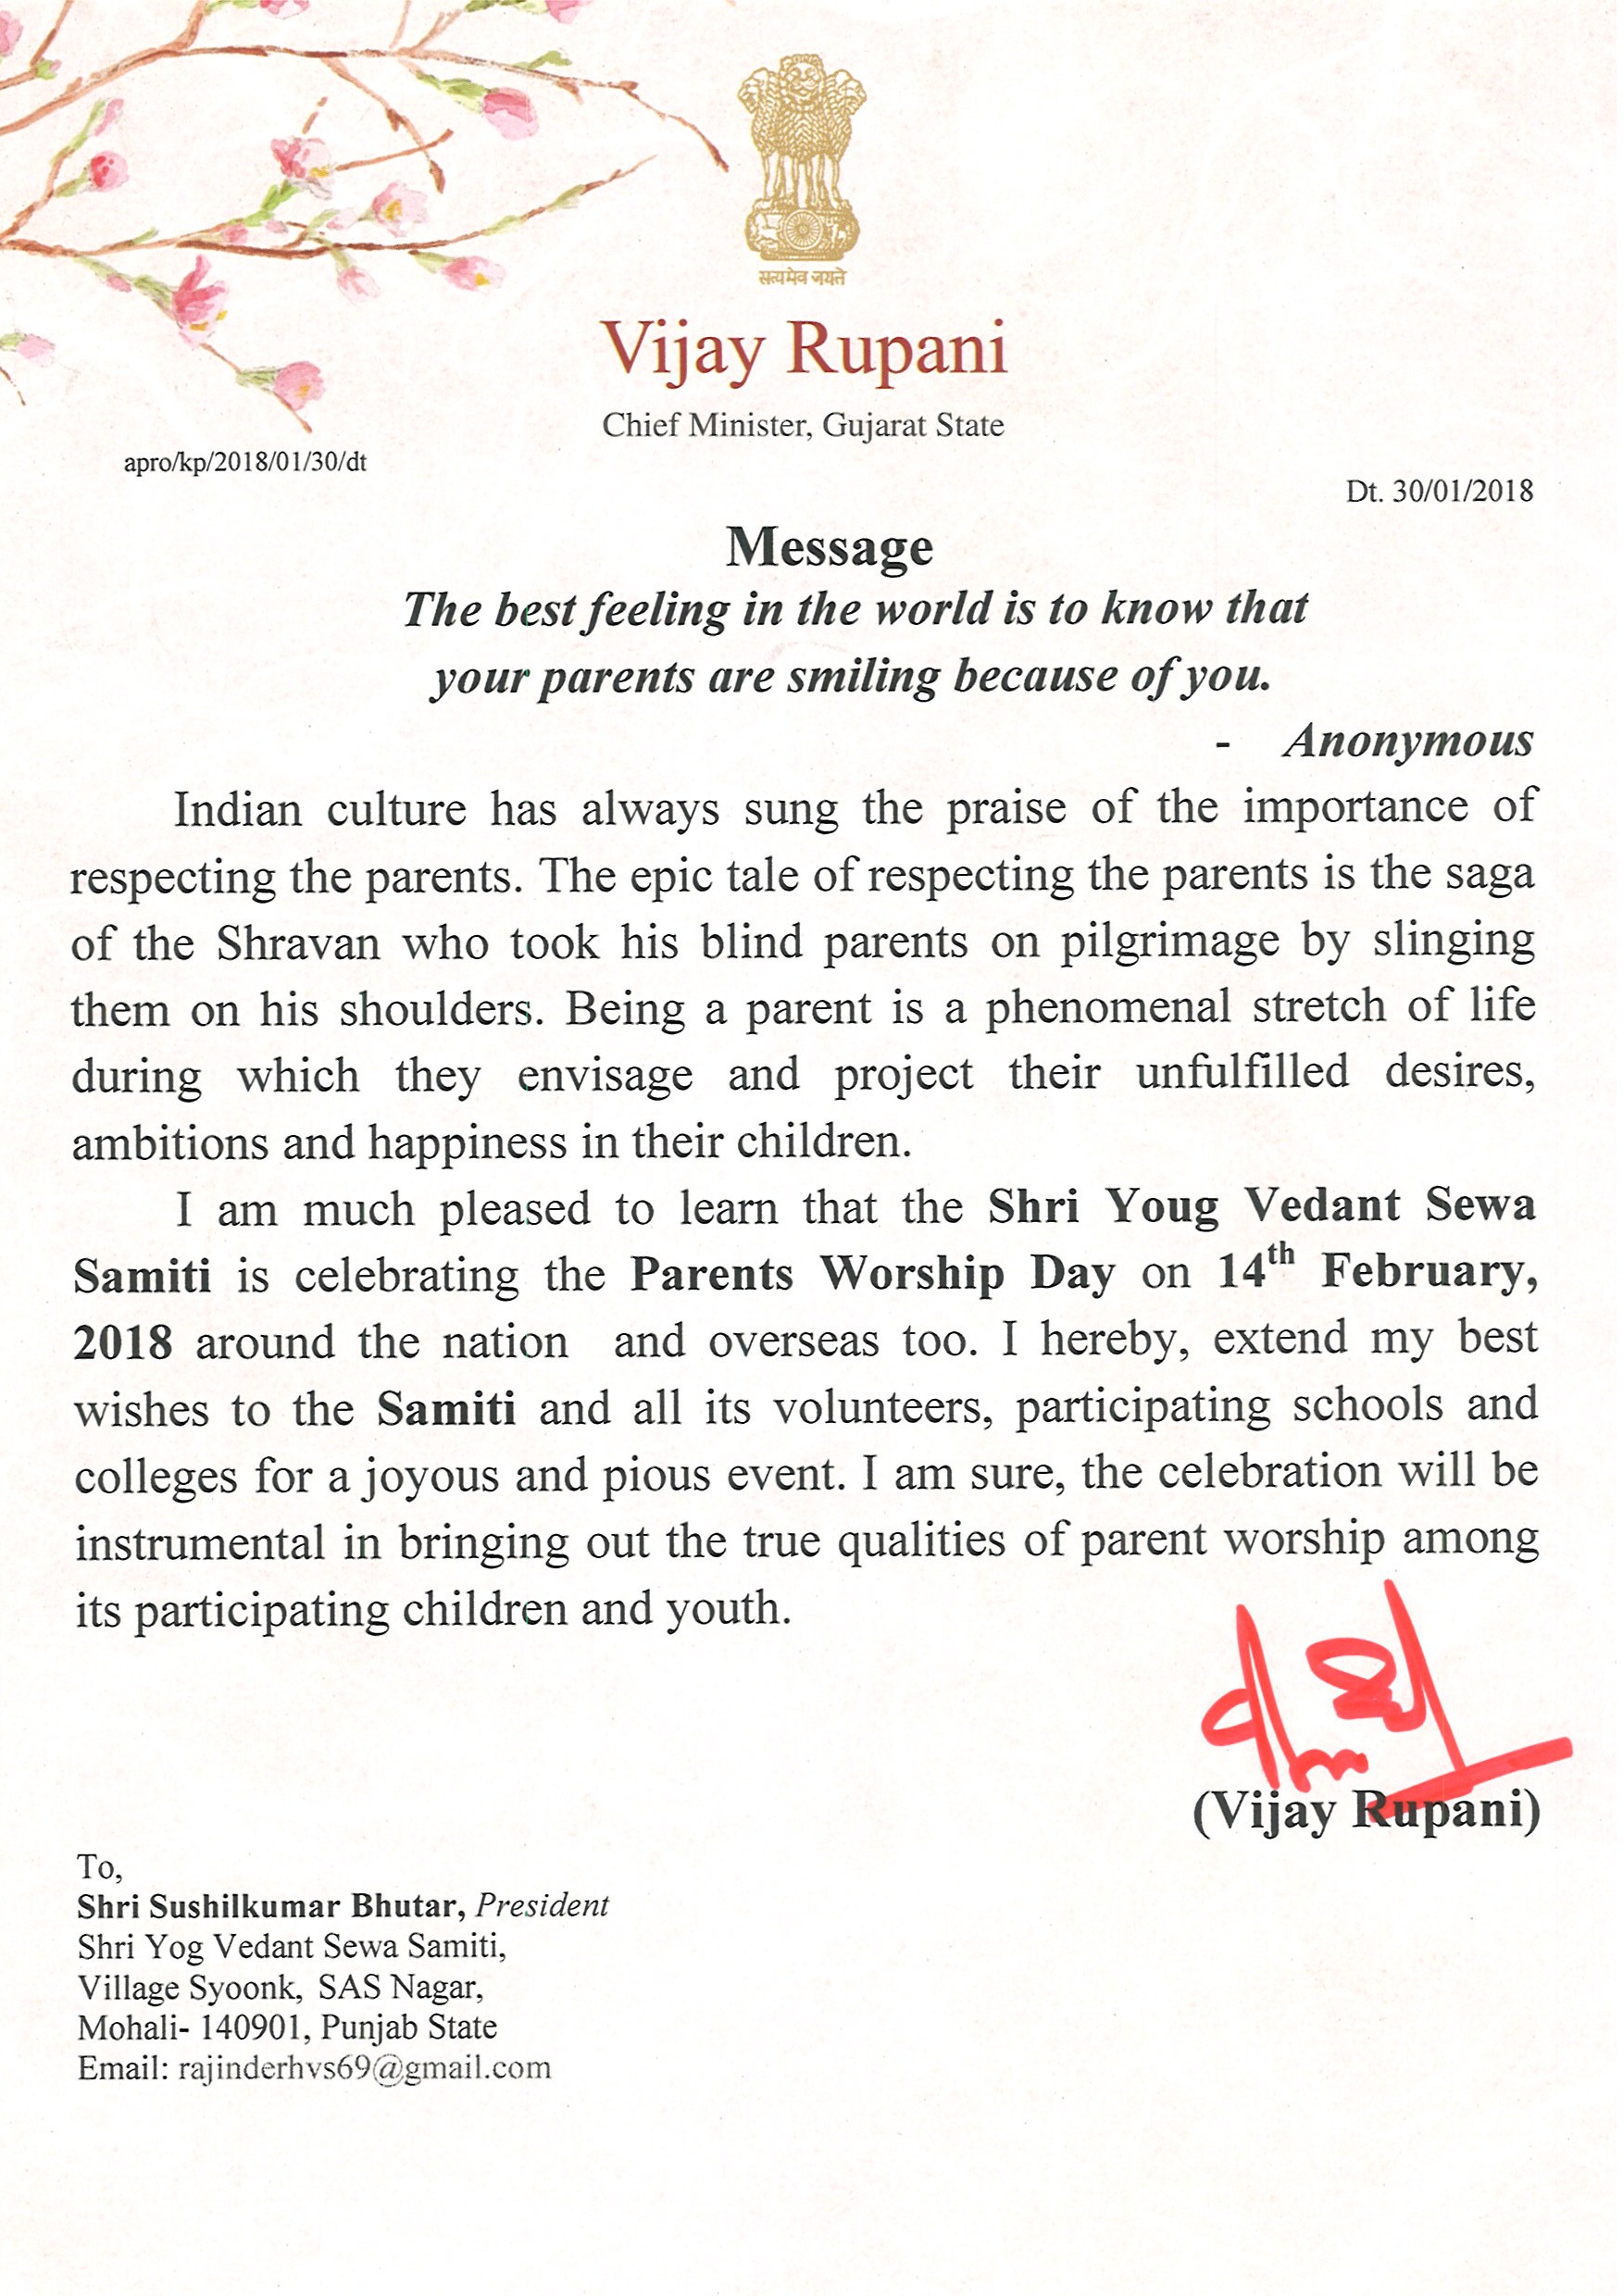 सत्यमेव जयते
Vijay Rupani
Chief Minister, Gujarat State
apro/kp/2018/01/30/dt
Dt. 30/01/2018
Message
The best feeling in the world is to know that
your parents are smiling because of you.
- Anonymous
Indian culture has always sung the praise of the importance of
respecting the parents. The epic tale of respecting the parents is the saga
of the Shravan who took his blind parents on pilgrimage by slinging
them on his shoulders. Being a parent is a phenomenal stretch of life
during which they envisage and project their unfulfilled desires,
ambitions and happiness in their children.
I am much pleased to learn that the Shri Youg Vedant Sewa
Samiti is celebrating the Parents Worship Day on 14th February,
2018 around the nation and overseas too. I hereby, extend my best
wishes to the Samiti and all its volunteers, participating schools and
colleges for a joyous and pious event. I am sure, the celebration will be
instrumental in bringing out the true qualities of parent worship among
its participating children and youth.
(Vijay Rupani)
To,
Shri Sushilkumar Bhutar, President
Shri Yog Vedant Sewa Samiti,
Village Syoonk, SAS Nagar,
Mohali- 140901, Punjab State
Email: rajinderhvs69@gmail.com